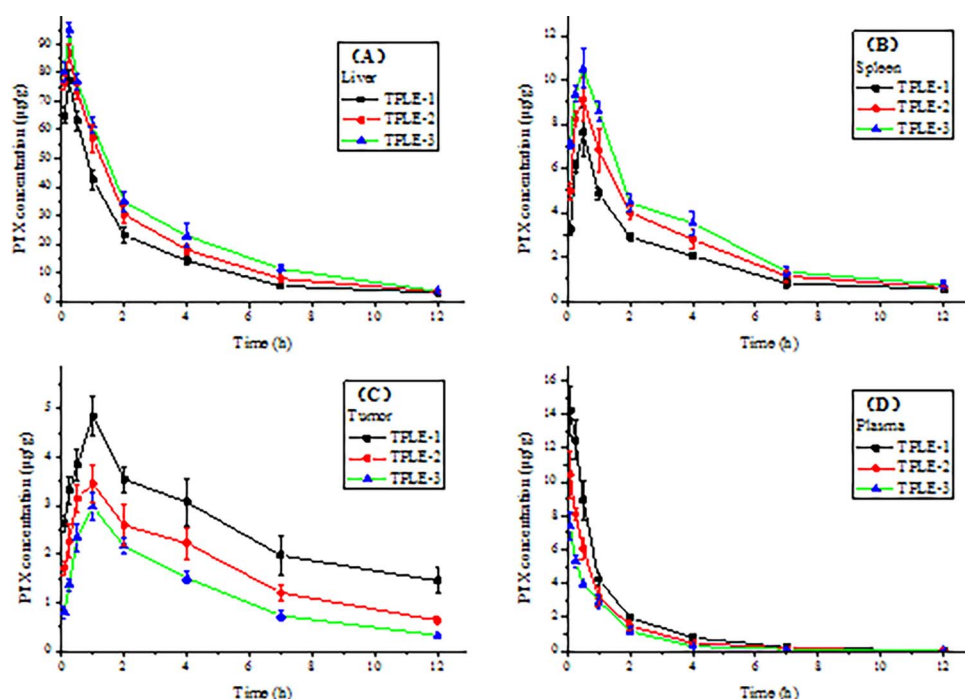 PTX concentration (μg/g)
90
80
70
60
50
40
30
20
10
0
(A)
Liver
TPLE-1
TPLE-2
TPLE-3
0 2 4 6 8 10 12
Time (h)
PTX concentration (μg/g)
12
10
8
6
4
2
0
(B)
Spleen
TPLE-1
TPLE-2
TPLE-3
0 2 4 6 8 10 12
Time (h)
PTX concentration (μg/g)
5
4
3
2
1
0
(C)
Tumor
TPLE-1
TPLE-2
TPLE-3
0 2 4 6 8 10 12
Time (h)
PTX concentration (μg/g)
16
14
12
10
8
6
4
2
0
(D)
Plasma
TPLE-1
TPLE-2
TPLE-3
0 2 4 6 8 10 12
Time (h)